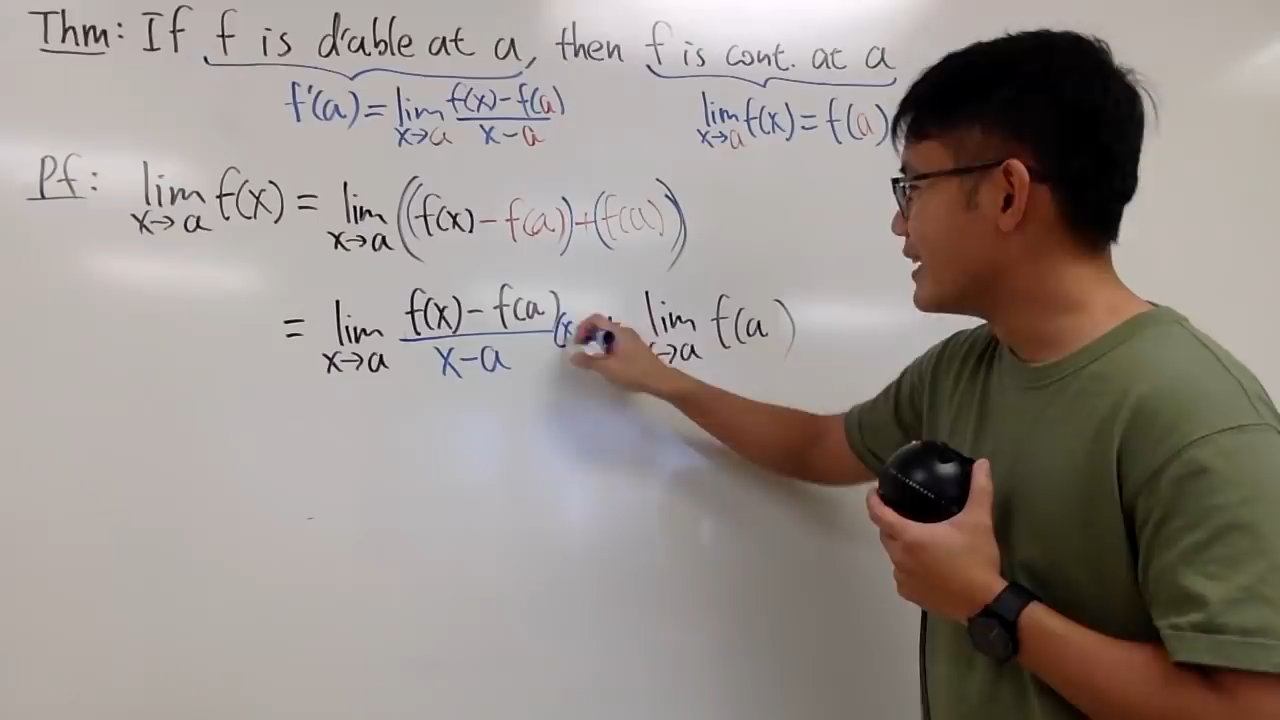 Thm: If f is d'able at a, then f is cont. at a
f'(a) = lim x→a (f(x)-f(a))/(x-a)
lim x→a f(x) = f(a)
Pf: lim x→a f(x) = lim x→a ((f(x)-f(a))+(f(a)))
= lim x→a (f(x)-f(a))/(x-a) (x lim →a f(a)